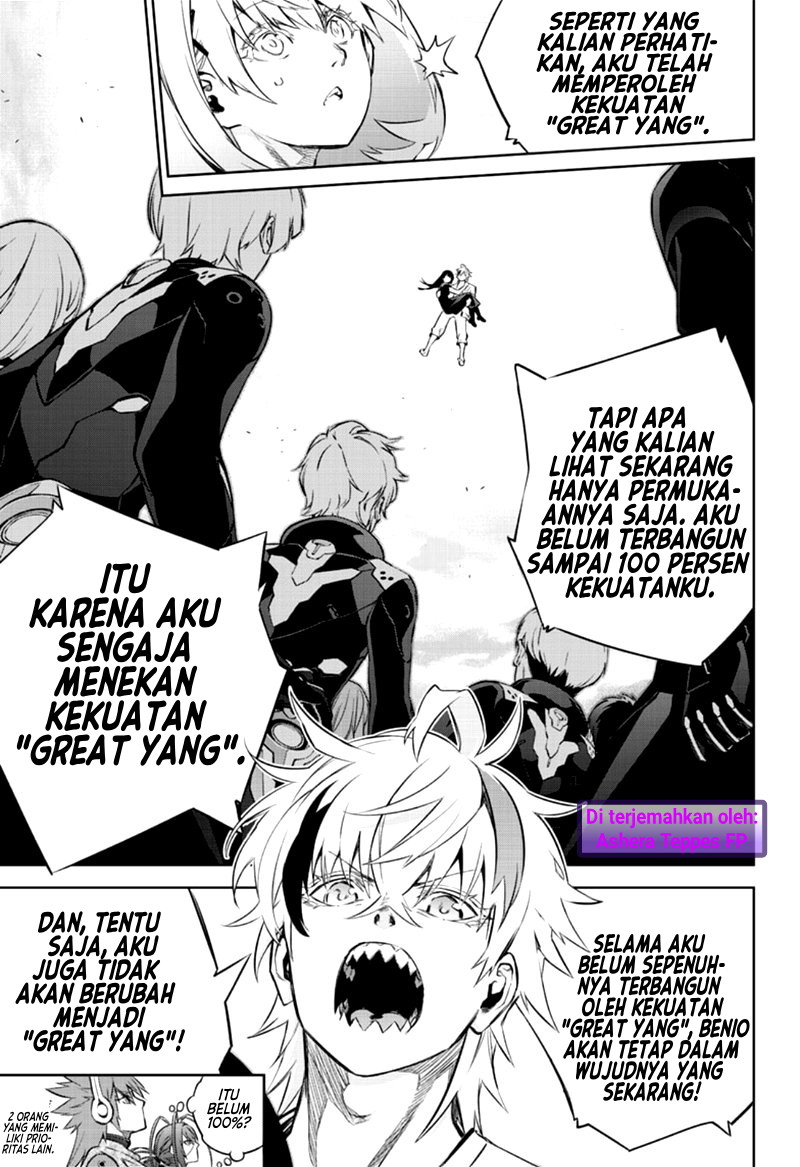 SEPERTI YANG
KALIAN PERHATI-
KAN, AKU TELAH
MEMPEROLEH
KEKUATAN
"GREAT YANG".
TAPI APA
YANG KALIAN
LIHAT SEKARANG
HANYA PERMUKA-
ANNYA SAJA. AKU
BELUM TERBANGUN
SAMPAI 100 PERSEN
KEKUATANKU.
ITU
KARENA AKU
SENGAJA
MENEKAN
KEKUATAN
"GREAT YANG".
Di terjemahkan oleh:
Ashera Teppes FP
SELAMA AKU
BELUM SEPENUH-
NYA TERBANGUN
OLEH KEKUATAN
"GREAT YANG", BENIO
AKAN TETAP DALAM
WUJUDNYA YANG
SEKARANG!
DAN, TENTU
SAJA, AKU
JUGA TIDAK
AKAN BERUBAH
MENJADI
"GREAT YANG"!
ITU
BELUM
100%?
2 ORANG
YANG MEMI-
LIKI PRIO-
RITAS LAIN.